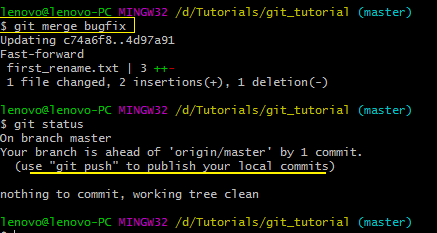 lenovo@lenovo-PC MINGW32 /d/Tutorials/git_tutorial (master)
$ git merge bugfix
Updating c74a6f8..4d97a91
Fast-forward
 first_rename.txt | 3 ++-
 1 file changed, 2 insertions(+), 1 deletion(-)
lenovo@lenovo-PC MINGW32 /d/Tutorials/git_tutorial (master)
$ git status
On branch master
Your branch is ahead of 'origin/master' by 1 commit.
  (use "git push" to publish your local commits)
nothing to commit, working tree clean
lenovo@lenovo-PC MINGW32 /d/Tutorials/git_tutorial (master)